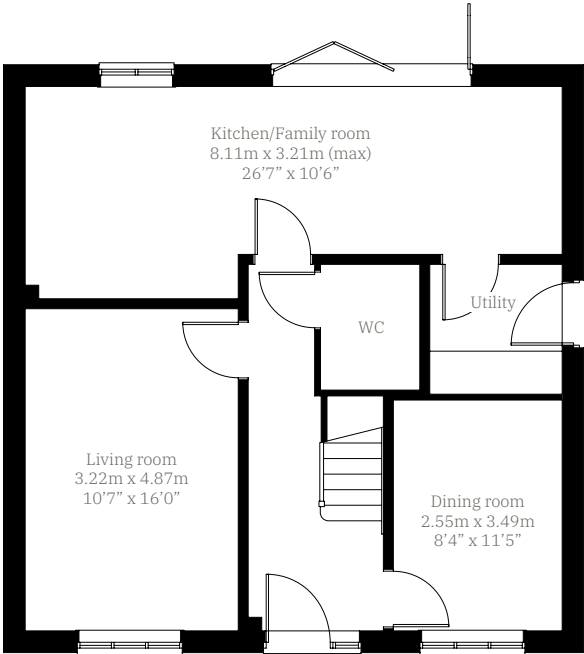 Kitchen/Family room
8.11m x 3.21m (max)
26’7” x 10’6”
Utility
WC
Living room
3.22m x 4.87m
10’7” x 16’0”
Dining room
2.55m x 3.49m
8’4” x 11’5”